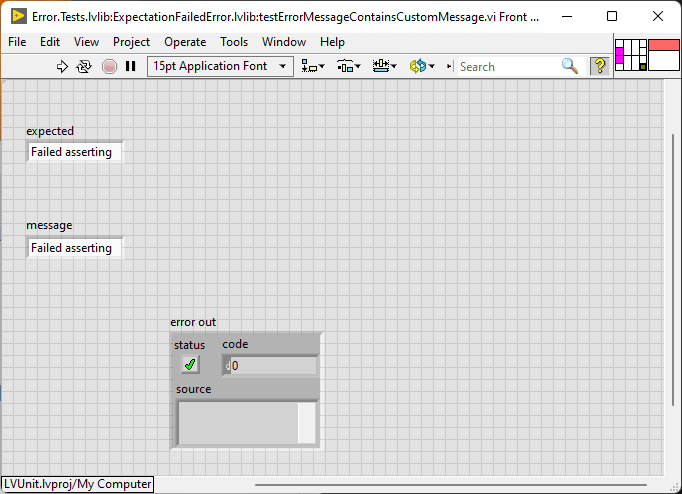 Error.Tests.lvlib:ExpectationFailedError.lvlib:testErrorMessageContainsCustomMessage.vi Front ...
File Edit View Project Operate Tools Window Help
15pt Application Font Search ?
expected
Failed asserting
message
Failed asserting
error out
status code
d 0
source
LVUnit.lvproj/My Computer